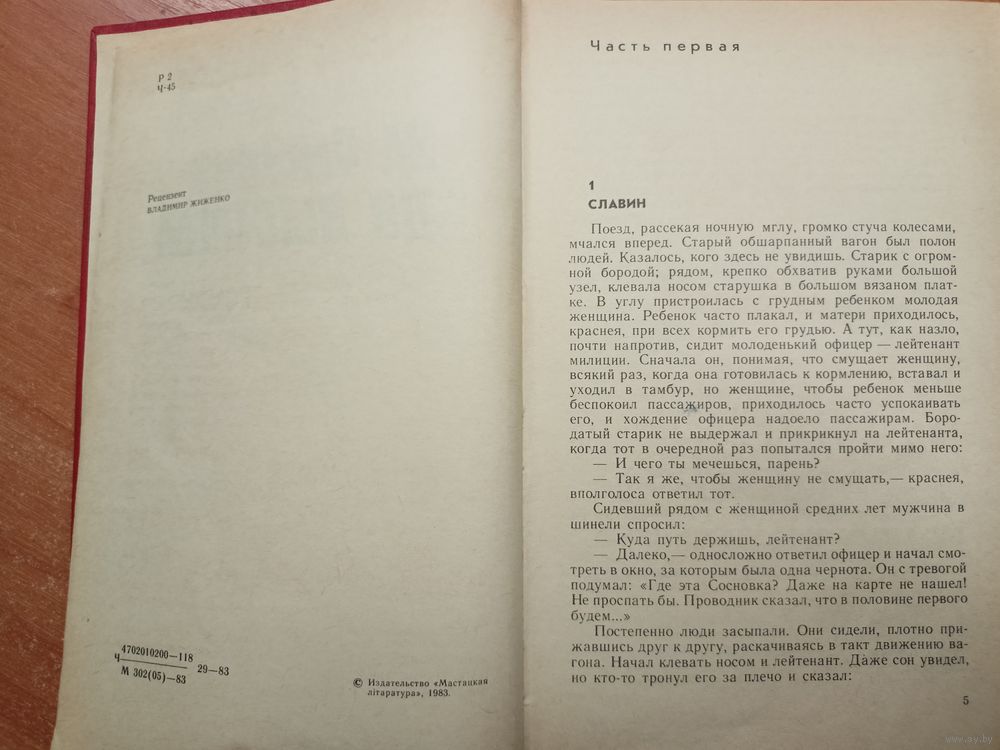 Р 2
Ч-45
Рецензент
ВЛАДИМИР ЖИЖЕНКО
Ч 4702010200—118
М 302(05)—83
29—83
© Издательство «Мастацкая
літаратура», 1983.
Часть первая
1
СЛАВИН
Поезд, рассекая ночную мглу, громко стуча колесами,
мчался вперед. Старый обшарпанный вагон был полон
людей. Казалось, кого здесь не увидишь. Старик с огром-
ной бородой; рядом, крепко обхватив руками большой
узел, клевала носом старушка в большом вязаном плат-
ке. В углу пристроилась с грудным ребенком молодая
женщина. Ребенок часто плакал, и матери приходилось,
краснея, при всех кормить его грудью. А тут, как назло,
почти напротив, сидит молоденький офицер — лейтенант
милиции. Сначала он, понимая, что смущает женщину,
всякий раз, когда она готовилась к кормлению, вставал и
уходил в тамбур, но женщине, чтобы ребенок меньше
беспокоил пассажиров, приходилось часто успокаивать
его, и хождение офицера надоело пассажирам. Боро-
датый старик не выдержал и прикрикнул на лейтенанта,
когда тот в очередной раз попытался пройти мимо него:
— И чего ты мечешься, парень?
— Так я же, чтобы женщину не смущать,— краснея,
вполголоса ответил тот.
Сидевший рядом с женщиной средних лет мужчина в
шинели спросил:
— Куда путь держишь, лейтенант?
— Далеко,— односложно ответил офицер и начал смо-
треть в окно, за которым была одна чернота. Он с тревогой
подумал: «Где эта Сосновка? Даже на карте не нашел!
Не проспать бы. Проводник сказал, что в половине первого
будем...»
Постепенно люди засыпали. Они сидели, плотно при-
жавшись друг к другу, раскачиваясь в такт движению ва-
гона. Начал клевать носом и лейтенант. Даже сон увидел,
но кто-то тронул его за плечо и сказал:
5
www.ay.by